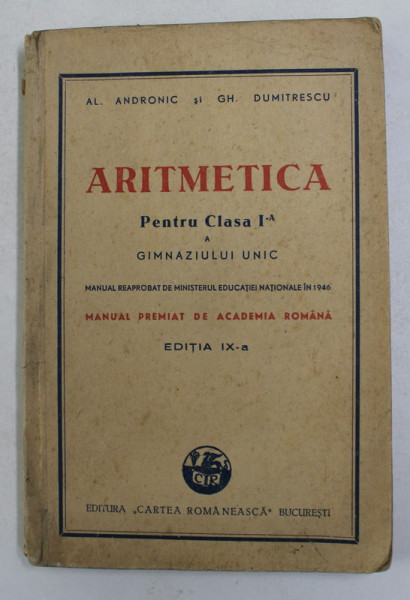 AL. ANDRONIC și GH. DUMITRESCU
ARITMETICA
Pentru Clasa I-A
A
GIMNAZIULUI UNIC
MANUAL REAPROBAT DE MINISTERUL EDUCAȚIEI NAȚIONALE ÎN 1946
MANUAL PREMIAT DE ACADEMIA ROMÂNĂ
EDIȚIA IX-a
CR
EDITURA „CARTEA ROMÂNEASCĂ” BUCUREȘTI